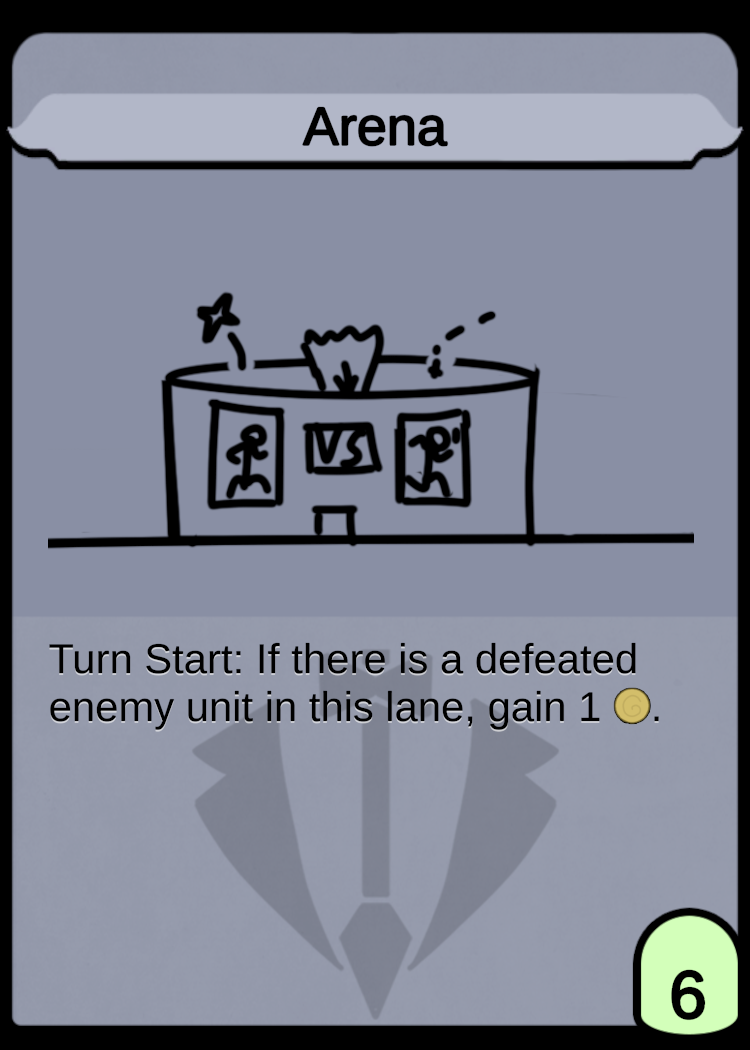 Arena
VS
Turn Start: If there is a defeated
enemy unit in this lane, gain 1 .
6